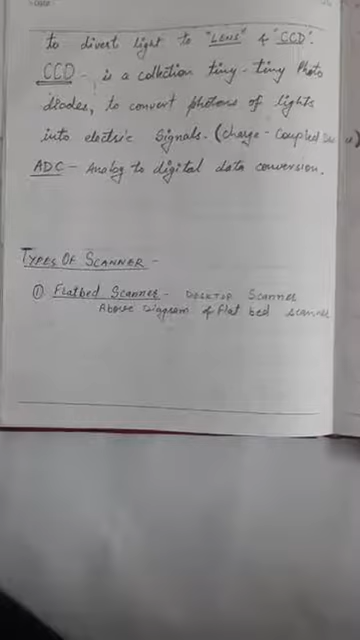 to divert light to "LENS" & "CCD".
CCD - is a collection tiny-tiny Photo
diodes, to convert photons of lights
into electric Signals. (Charge - Coupled
ADC - Analog to digital data conversion.
TYPES OF SCANNER -
① Flatbed Scanner - DESKTOP Scanner
Above Diagram of Flat bed scanner